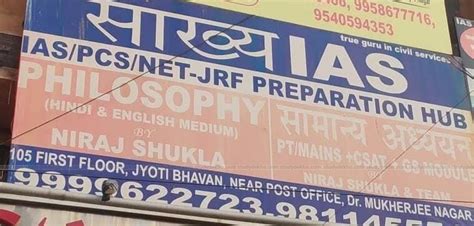 9958677716,
9540594353
true guru in civil services
साख्य IAS
IAS/PCS/NET-JRF PREPARATION HUB
PHILOSOPHY
(HINDI & ENGLISH MEDIUM)
BY
NIRAJ SHUKLA
सामान्य अध्ययन
PT/MAINS +CSAT + GS MODULE
NIRAJ SHUKLA & TEAM
105 FIRST FLOOR, JYOTI BHAVAN, NEAR POST OFFICE, Dr. MUKHERJEE NAGAR
9999622723,